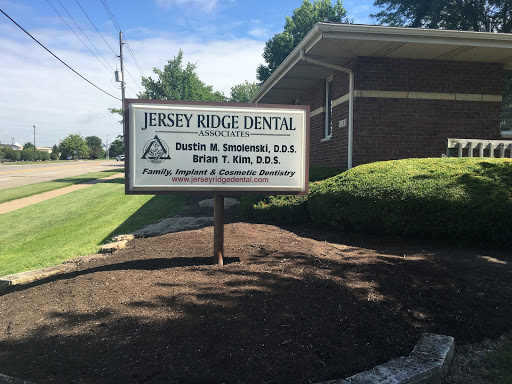 JERSEY RIDGE DENTAL
ASSOCIATES
Dustin M. Smolenski, D.D.S.
Brian T. Kim, D.D.S.
Family, Implant & Cosmetic Dentistry
www.jerseyridgedental.com